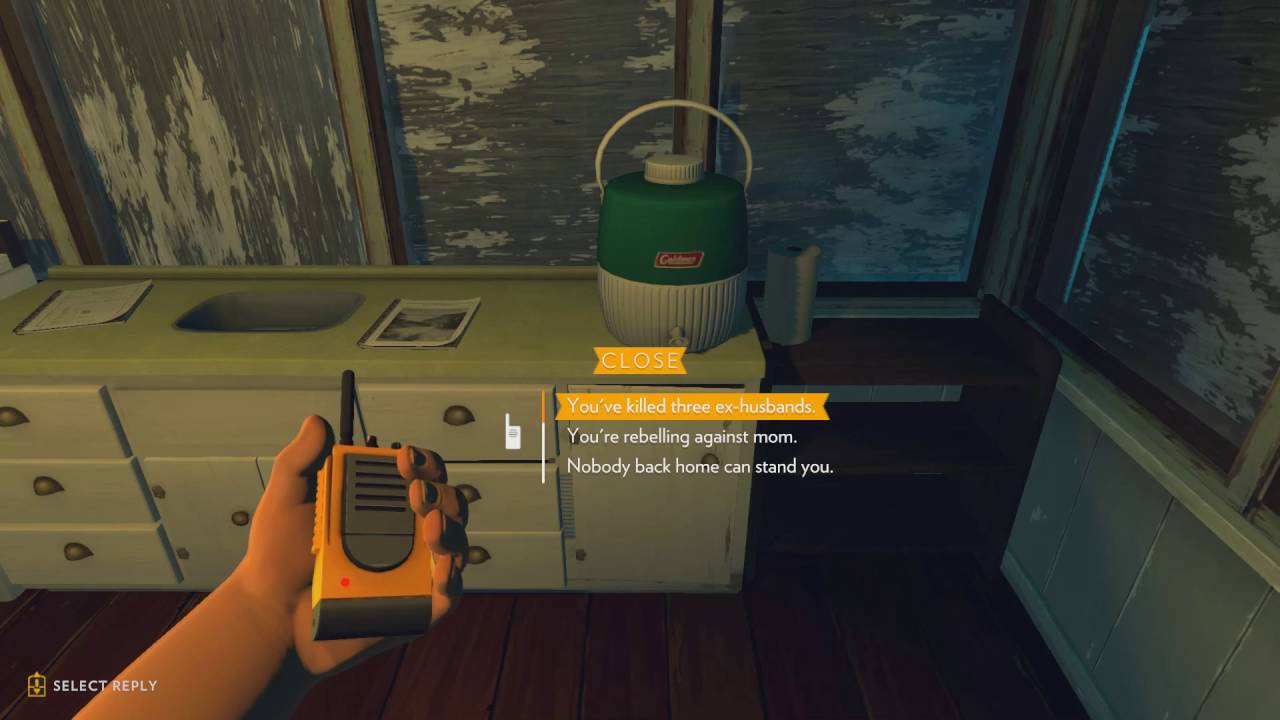 CLOSE
You've killed three ex-husbands.
You're rebelling against mom.
Nobody back home can stand you.
SELECT REPLY